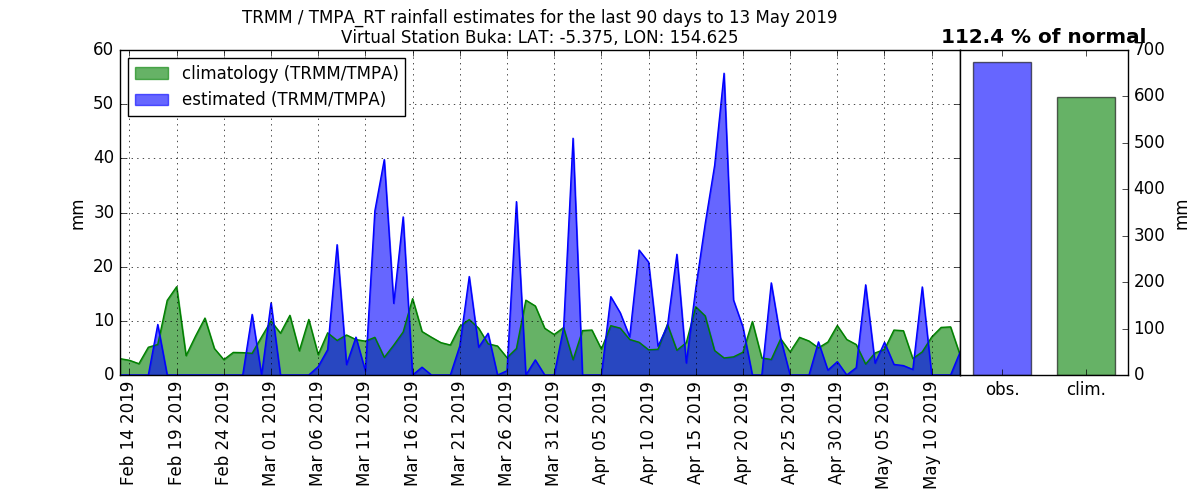 TRMM / TMPA_RT rainfall estimates for the last 90 days to 13 May 2019
Virtual Station Buka: LAT: -5.375, LON: 154.625
112.4 % of normal
climatology (TRMM/TMPA)
estimated (TRMM/TMPA)
60
50
40
30
20
10
0
mm
700
600
500
400
300
200
100
0
mm
Feb 14 2019
Feb 19 2019
Feb 24 2019
Mar 01 2019
Mar 06 2019
Mar 11 2019
Mar 16 2019
Mar 21 2019
Mar 26 2019
Mar 31 2019
Apr 05 2019
Apr 10 2019
Apr 15 2019
Apr 20 2019
Apr 25 2019
Apr 30 2019
May 05 2019
May 10 2019
obs.
clim.